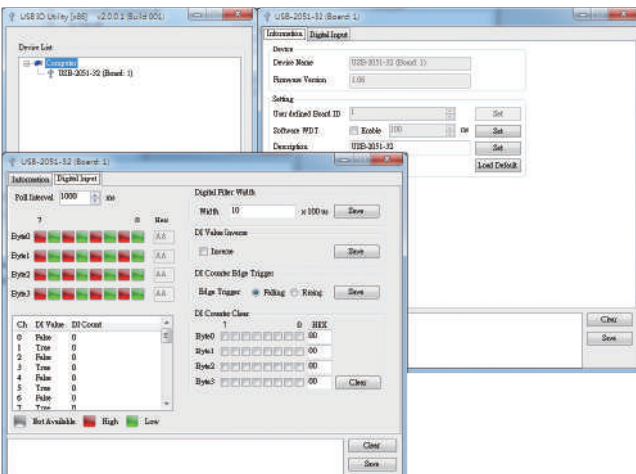 USB IO Utility [x86] v2.0.0.1 (Build 001)
Device List
Computer
USB-2051-32 (Board: 1)
USB-2051-32 (Board: 1)
Information Digital Input
Device
Device Name USB-2051-32 (Board: 1)
Firmware Version 1.06
Setting
User defined Board ID 1 Set
Software WDT Enable 100 ms Set
Description USB-2051-32 Set
Load Default
Clear
Save
USB-2051-32 (Board: 1)
Information Digital Input
Poll Interval 1000 ms
7 0 Hex
Byte0 AA
Byte1 AA
Byte2 AA
Byte3 AA
Ch DI Value DI Count
0 False 0
1 True 0
2 False 0
3 True 0
4 False 0
5 True 0
6 False 0
7 True 0
Not Available High Low
Digital Filter Width
Width 10 x 100 us Save
DI Value Inverse
Inverse Save
DI Counter Edge Trigger
Edge Trigger Falling Rising Save
DI Counter Clear
7 0 HEX
Byte0 00
Byte1 00
Byte2 00
Byte3 00 Clear
Clear
Save